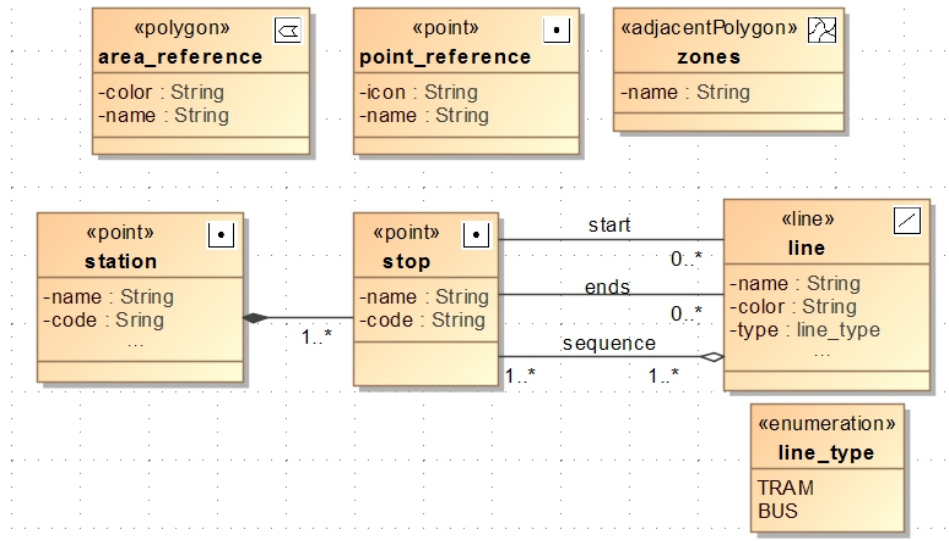 «polygon»
area_reference
-color : String
-name : String
«point»
point_reference
-icon : String
-name : String
«adjacentPolygon»
zones
-name : String
«point»
station
-name : String
-code : Sring
...
1..*
«point»
stop
-name : String
-code : String
start
0..*
ends
0..*
sequence
1..*
1..*
«line»
line
-name : String
-color : String
-type : line_type
...
«enumeration»
line_type
TRAM
BUS